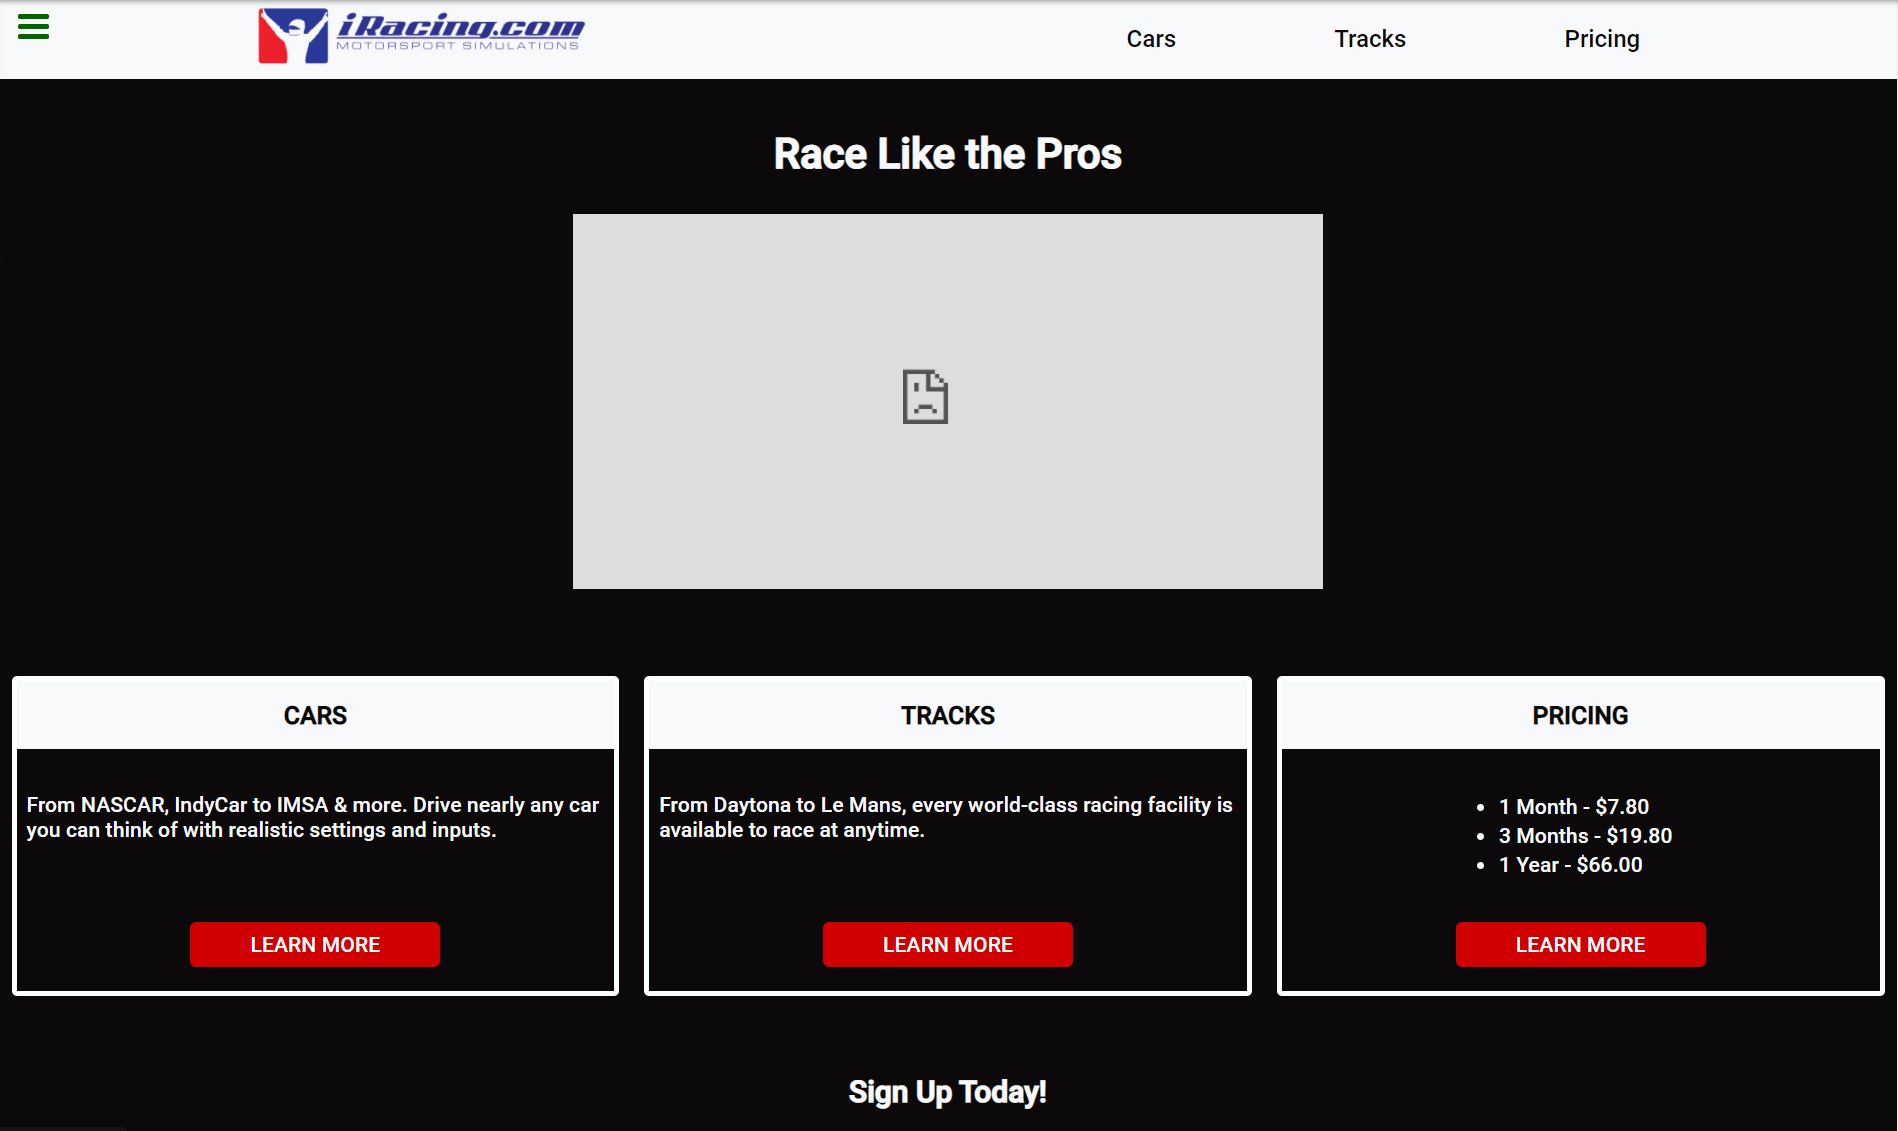 iRacing.com
MOTORSPORT SIMULATIONS
Cars
Tracks
Pricing
Race Like the Pros
CARS
From NASCAR, IndyCar to IMSA & more. Drive nearly any car
you can think of with realistic settings and inputs.
LEARN MORE
TRACKS
From Daytona to Le Mans, every world-class racing facility is
available to race at anytime.
LEARN MORE
PRICING
• 1 Month - $7.80
• 3 Months - $19.80
• 1 Year - $66.00
LEARN MORE
Sign Up Today!